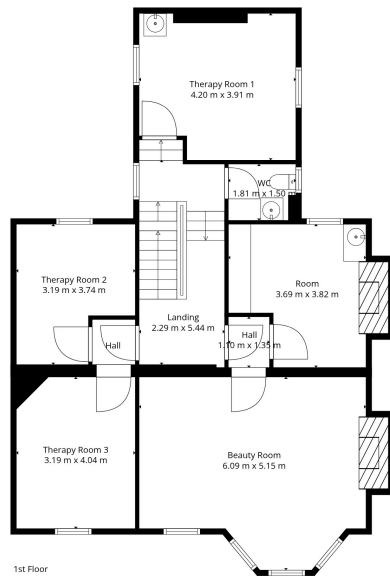 Therapy Room 1
4.20 m x 3.91 m
WC
1.81 m x 1.50 m
Therapy Room 2
3.19 m x 3.74 m
Room
3.69 m x 3.82 m
Landing
2.29 m x 5.44 m
Hall
Hall
1.10 m x 1.35 m
Therapy Room 3
3.19 m x 4.04 m
Beauty Room
6.09 m x 5.15 m
1st Floor